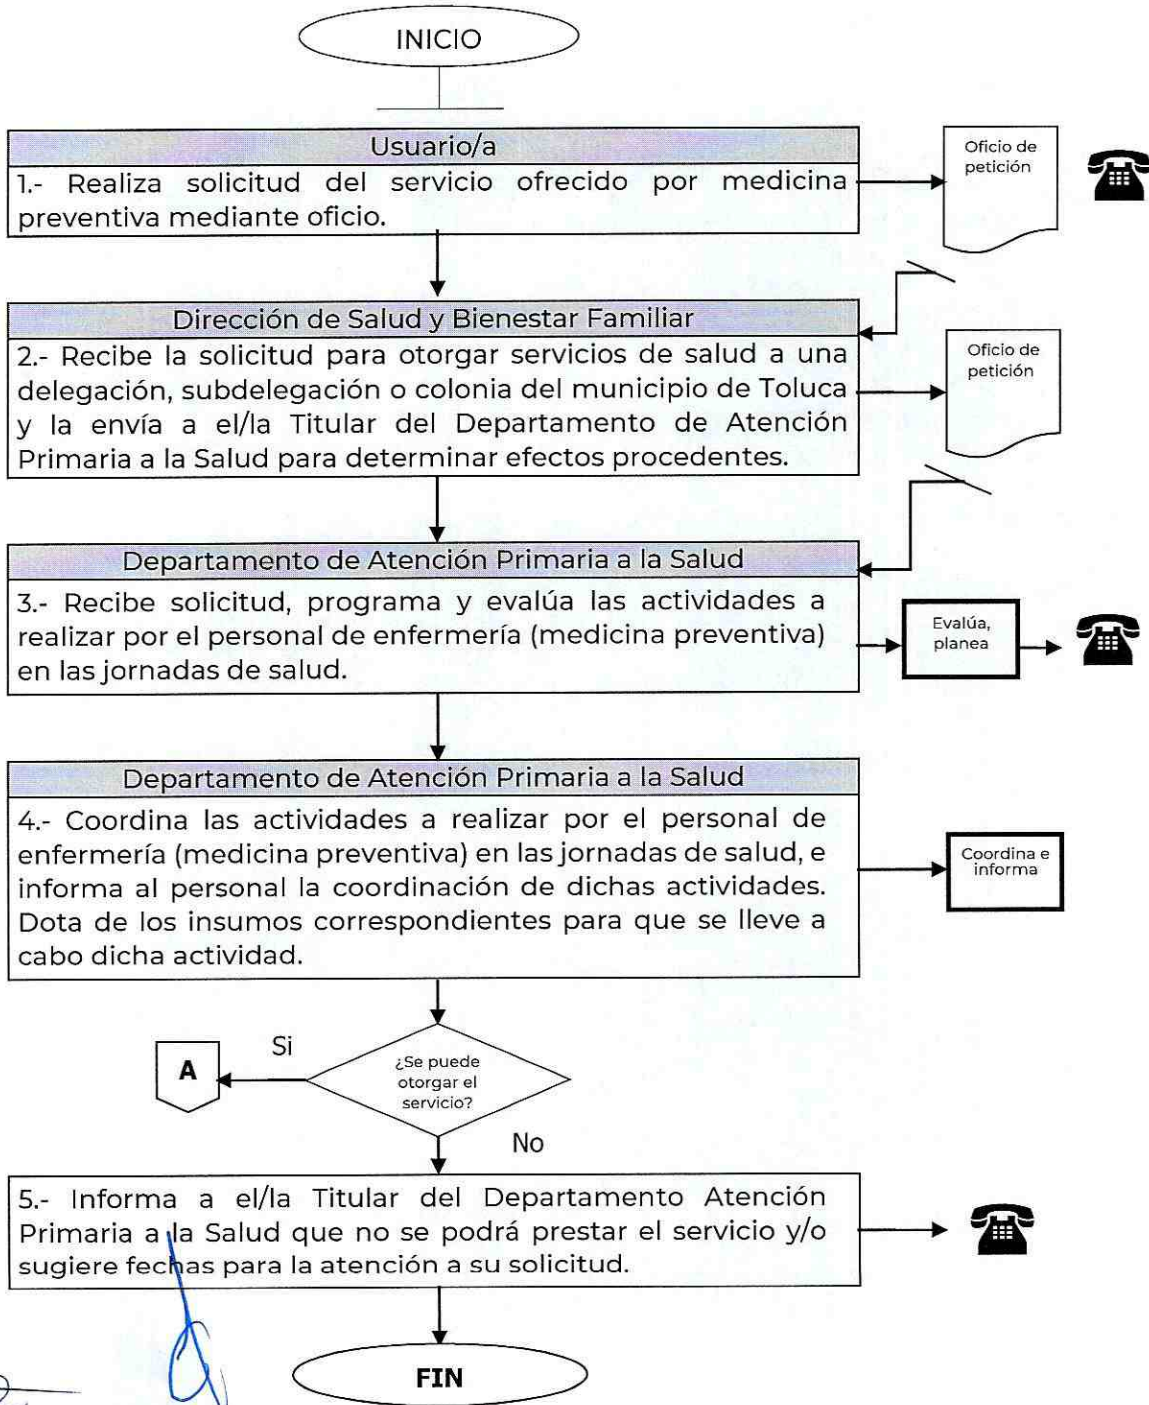 INICIO
Usuario/a
1.- Realiza solicitud del servicio ofrecido por medicina
preventiva mediante oficio.
Oficio de
petición
Dirección de Salud y Bienestar Familiar
2.- Recibe la solicitud para otorgar servicios de salud a una
delegación, subdelegación o colonia del municipio de Toluca
y la envía a el/la Titular del Departamento de Atención
Primaria a la Salud para determinar efectos procedentes.
Oficio de
petición
Departamento de Atención Primaria a la Salud
3.- Recibe solicitud, programa y evalúa las actividades a
realizar por el personal de enfermería (medicina preventiva)
en las jornadas de salud.
Evalúa,
planea
Departamento de Atención Primaria a la Salud
4.- Coordina las actividades a realizar por el personal de
enfermería (medicina preventiva) en las jornadas de salud, e
informa al personal la coordinación de dichas actividades.
Dota de los insumos correspondientes para que se lleve a
cabo dicha actividad.
Coordina e
informa
Si
A
¿Se puede
otorgar el
servicio?
No
5.- Informa a el/la Titular del Departamento Atención
Primaria a la Salud que no se podrá prestar el servicio y/o
sugiere fechas para la atención a su solicitud.
FIN